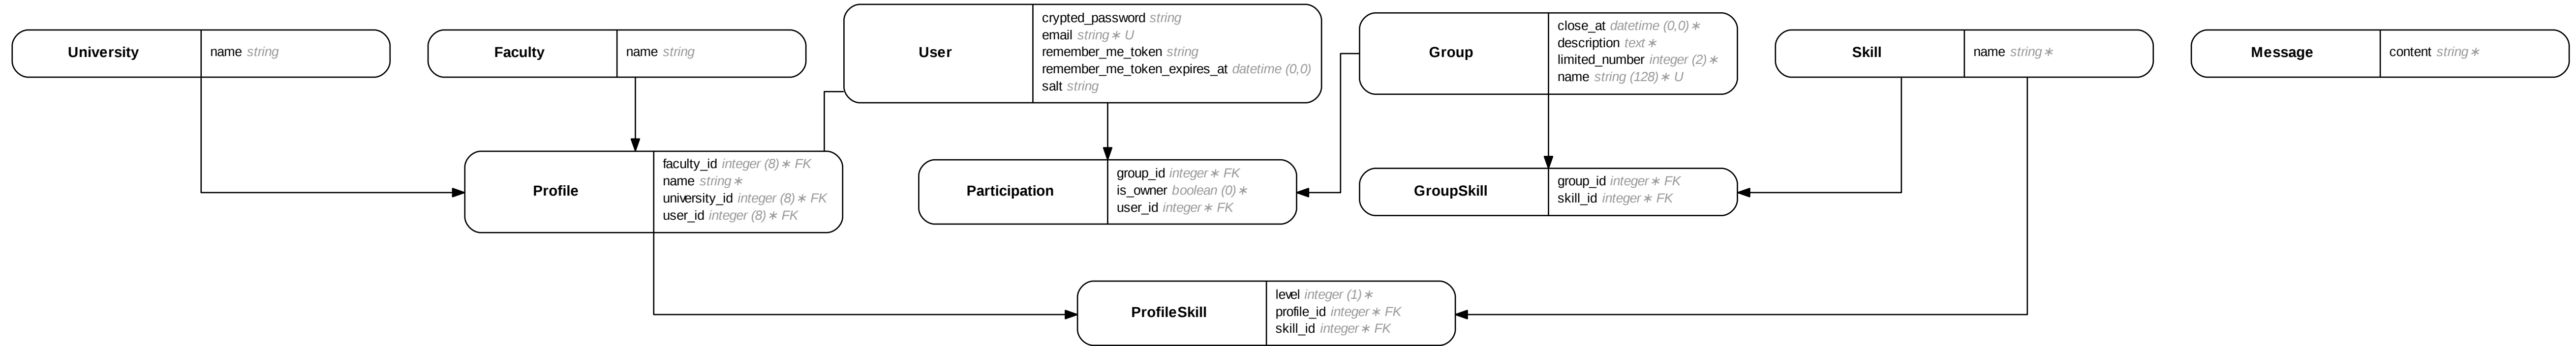 University
name string
Faculty
name string
User
crypted_password string
email string∗ U
remember_me_token string
remember_me_token_expires_at datetime (0,0)
salt string
Group
close_at datetime (0,0)∗
description text∗
limited_number integer (2)∗
name string (128)∗ U
Skill
name string∗
Message
content string∗
Profile
faculty_id integer (8)∗ FK
name string∗
university_id integer (8)∗ FK
user_id integer (8)∗ FK
Participation
group_id integer∗ FK
is_owner boolean (0)∗
user_id integer∗ FK
GroupSkill
group_id integer∗ FK
skill_id integer∗ FK
ProfileSkill
level integer (1)∗
profile_id integer∗ FK
skill_id integer∗ FK